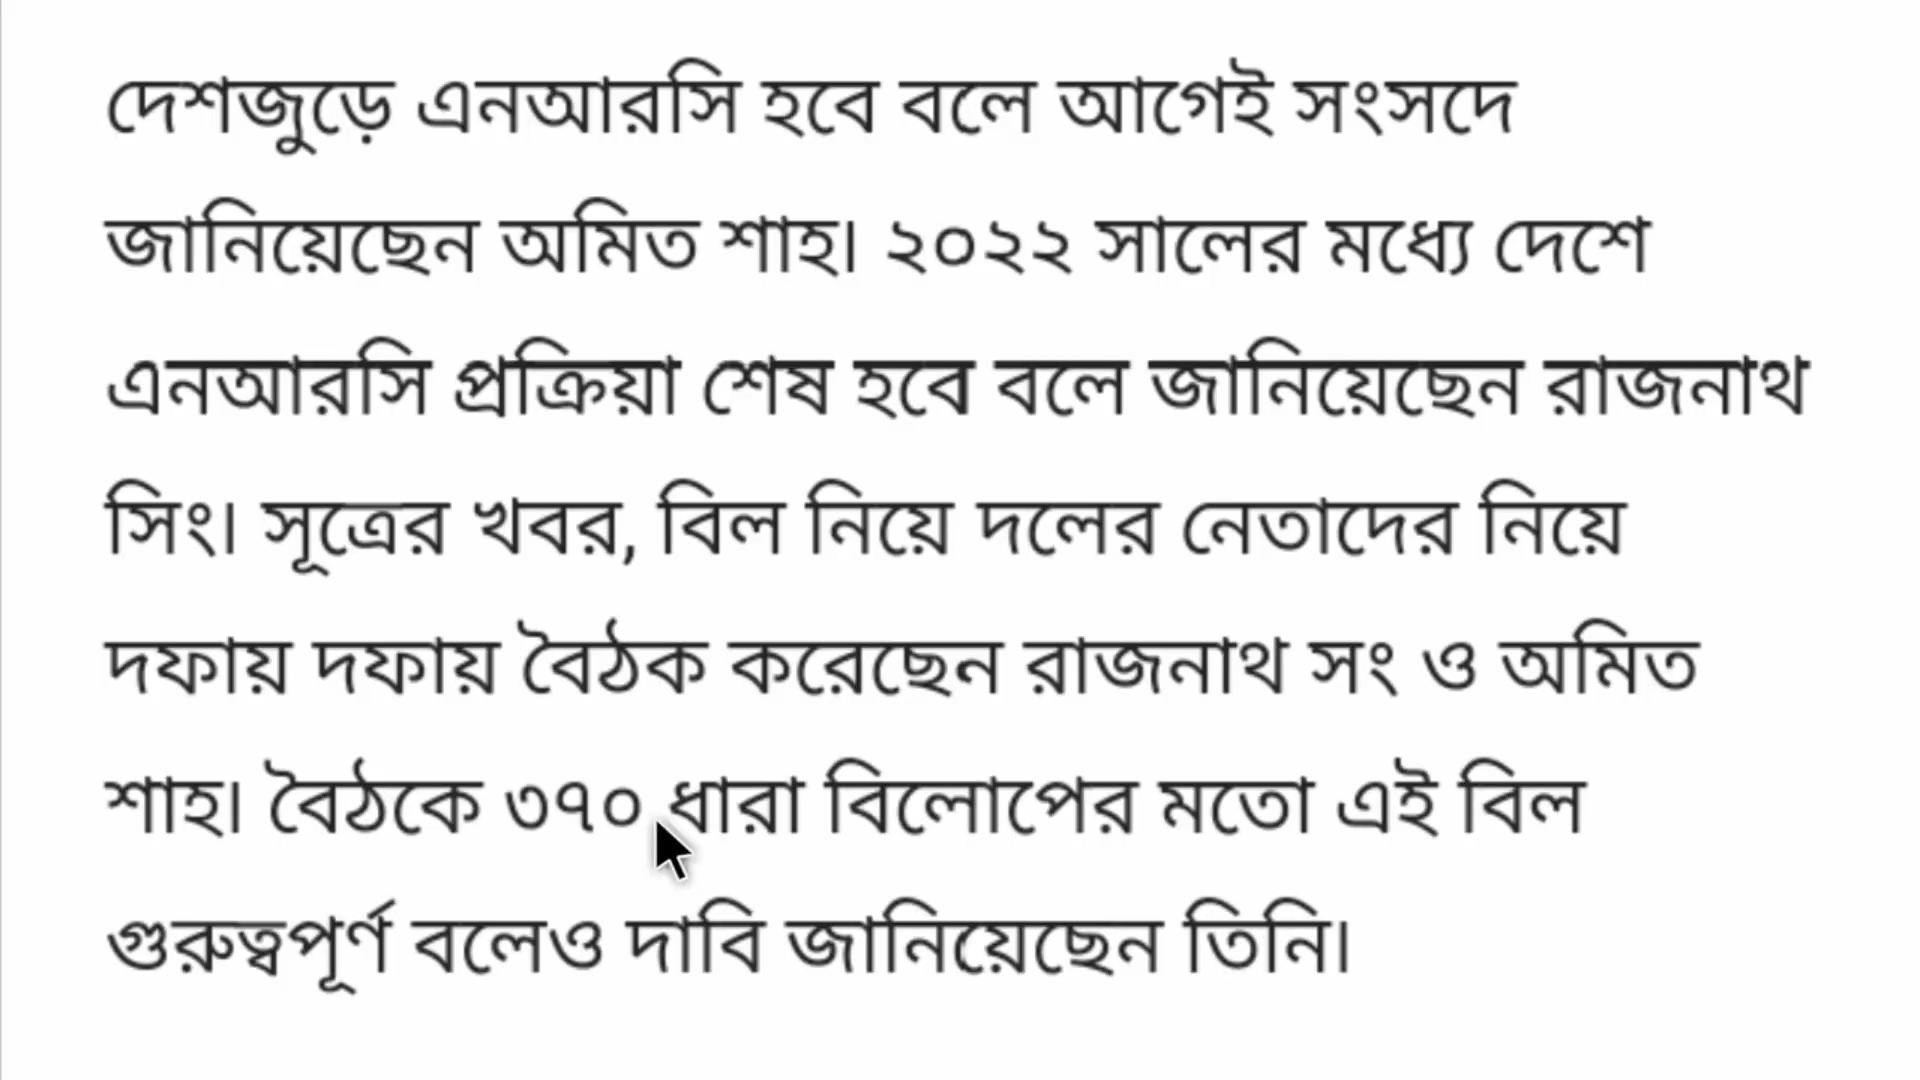 দেশজুড়ে এনআরসি হবে বলে আগেই সংসদে
জানিয়েছেন অমিত শাহ। ২০২২ সালের মধ্যে দেশে
এনআরসি প্রক্রিয়া শেষ হবে বলে জানিয়েছেন রাজনাথ
সিং। সূত্রের খবর, বিল নিয়ে দলের নেতাদের নিয়ে
দফায় দফায় বৈঠক করেছেন রাজনাথ সং ও অমিত
শাহ। বৈঠকে ৩৭০ ধারা বিলোপের মতো এই বিল
গুরুত্বপূর্ণ বলেও দাবি জানিয়েছেন তিনি।